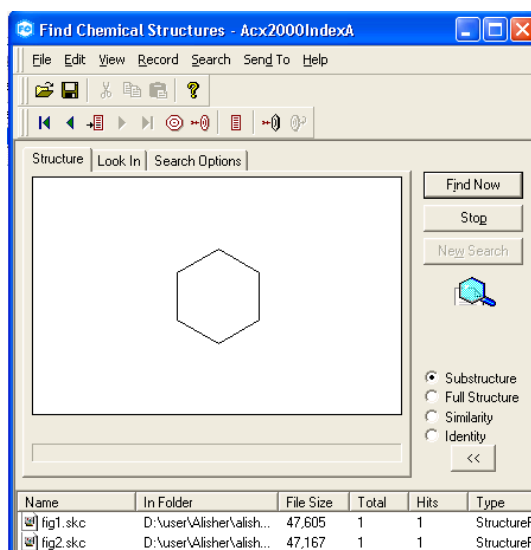 Find Chemical Structures - Acx2000IndexA
File Edit View Record Search Send To Help
Structure Look In Search Options
Find Now
Stop
New Search
Substructure
Full Structure
Similarity
Identity
<<
Name In Folder File Size Total Hits Type
fig1.skc D:\user\Alisher\alish... 47,605 1 1 StructureF
fig2.skc D:\user\Alisher\alish... 47,167 1 1 StructureF